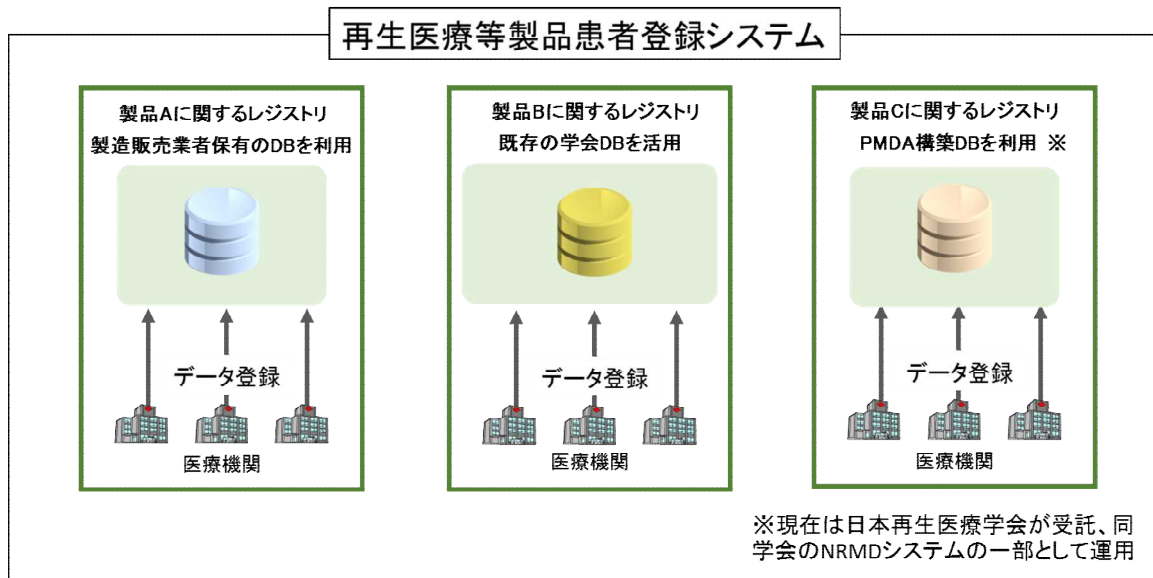 再生医療等製品患者登録システム
製品Aに関するレジストリ
製造販売業者保有のDBを利用
データ登録
医療機関
製品Bに関するレジストリ
既存の学会DBを活用
データ登録
医療機関
製品Cに関するレジストリ
PMDA構築DBを利用 ※
データ登録
医療機関
※現在は日本再生医療学会が受託、同
学会のNRMDシステムの一部として運用